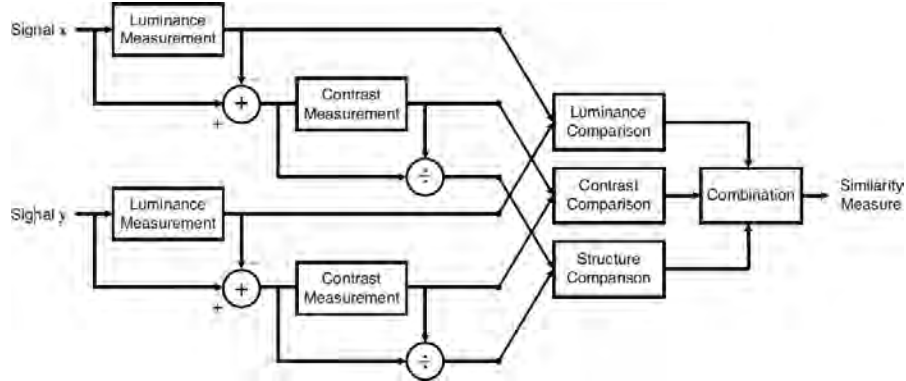 Signal x
Luminance
Measurement
−
+
+
Contrast
Measurement
÷
Luminance
Comparison
Signal y
Luminance
Measurement
Contrast
Comparison
Combination
Similarity
Measure
−
+
+
Contrast
Measurement
Structure
Comparison
÷